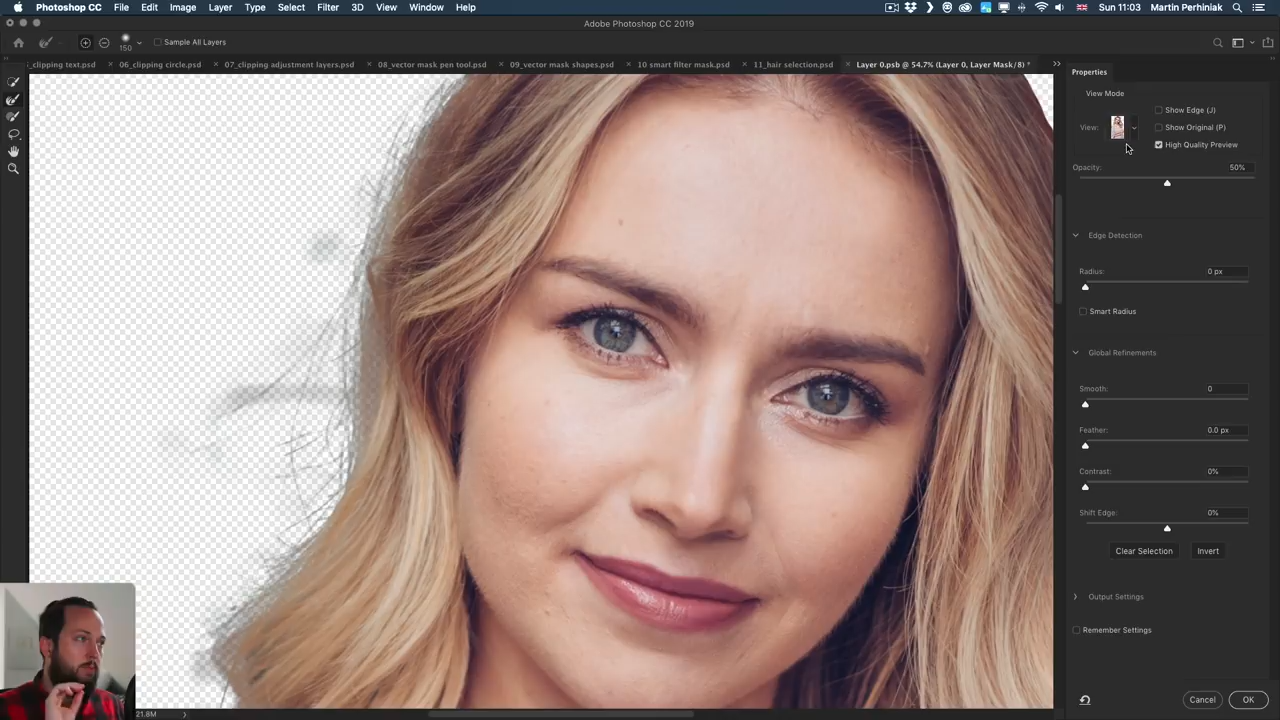 Photoshop CC File Edit Image Layer Type Select Filter 3D View Window Help Sun 11:03 Martin Perhiniak
Adobe Photoshop CC 2019
150 Sample All Layers
clipping text.psd 06_clipping circle.psd 07_clipping adjustment layers.psd 08_vector mask pen tool.psd 09_vector mask shapes.psd 10 smart filter mask.psd 11_hair selection.psd Layer 0.psb @ 54.7% (Layer 0, Layer Mask/8) *
Properties
View Mode
Show Edge (J)
View: Show Original (P)
High Quality Preview
Opacity: 50%
Edge Detection
Radius: 0 px
Smart Radius
Global Refinements
Smooth: 0
Feather: 0.0 px
Contrast: 0%
Shift Edge: 0%
Clear Selection Invert
Output Settings
Remember Settings
Cancel OK
21.8M